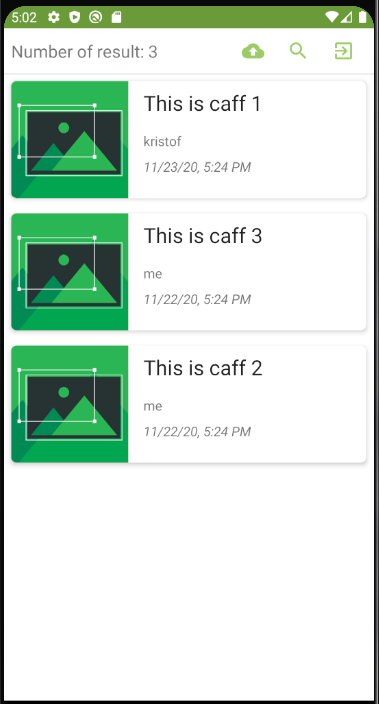 5:02
Number of result: 3
This is caff 1
kristof
11/23/20, 5:24 PM
This is caff 3
me
11/22/20, 5:24 PM
This is caff 2
me
11/22/20, 5:24 PM